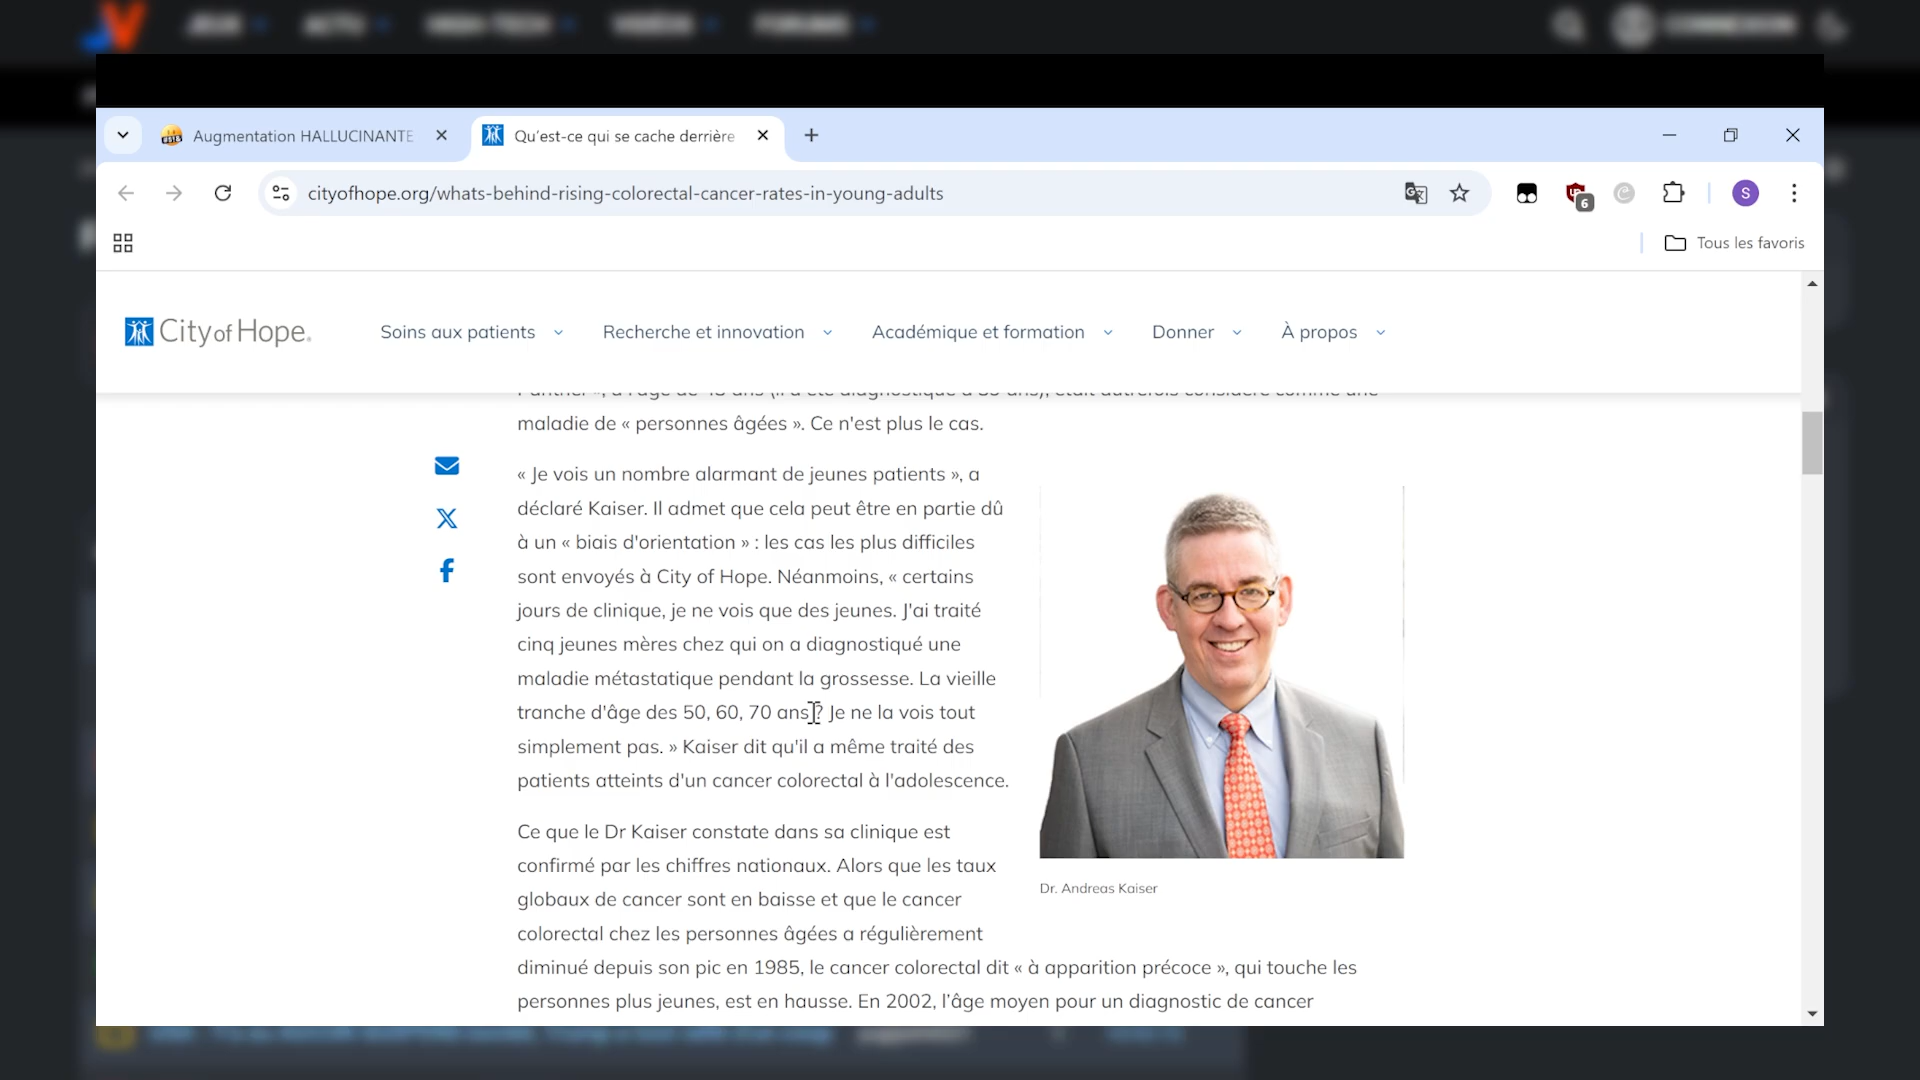 JEUX ACTU HIGH-TECH VIDÉOS FORUMS CONNEXION
Augmentation HALLUCINANTE
Qu'est-ce qui se cache derrière
cityofhope.org/whats-behind-rising-colorectal-cancer-rates-in-young-adults
6
S
Tous les favoris
City of Hope.
Soins aux patients Recherche et innovation Académique et formation Donner À propos
maladie de « personnes âgées ». Ce n'est plus le cas.
« Je vois un nombre alarmant de jeunes patients », a
déclaré Kaiser. Il admet que cela peut être en partie dû
à un « biais d'orientation » : les cas les plus difficiles
sont envoyés à City of Hope. Néanmoins, « certains
jours de clinique, je ne vois que des jeunes. J'ai traité
cinq jeunes mères chez qui on a diagnostiqué une
maladie métastatique pendant la grossesse. La vieille
tranche d'âge des 50, 60, 70 ans ? Je ne la vois tout
simplement pas. » Kaiser dit qu'il a même traité des
patients atteints d'un cancer colorectal à l'adolescence.
Dr. Andreas Kaiser
Ce que le Dr Kaiser constate dans sa clinique est
confirmé par les chiffres nationaux. Alors que les taux
globaux de cancer sont en baisse et que le cancer
colorectal chez les personnes âgées a régulièrement
diminué depuis son pic en 1985, le cancer colorectal dit « à apparition précoce », qui touche les
personnes plus jeunes, est en hausse. En 2002, l'âge moyen pour un diagnostic de cancer